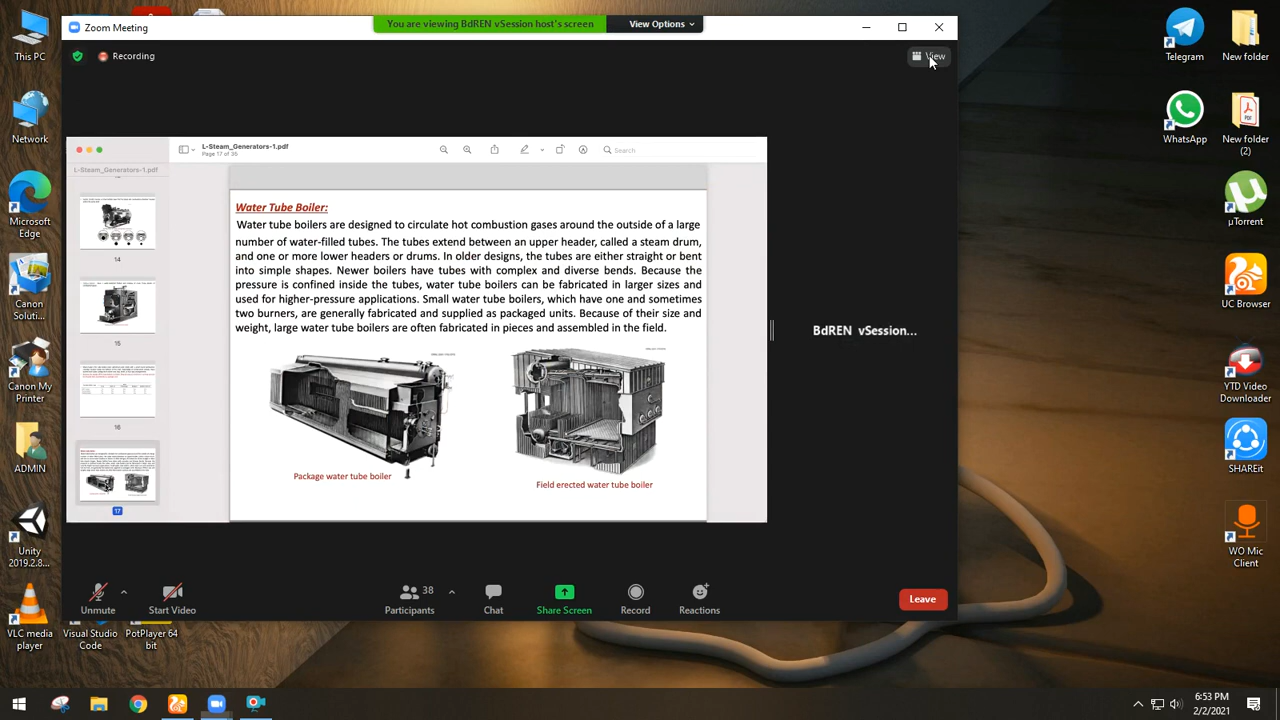 Zoom Meeting
You are viewing BdREN vSession host's screen
View Options
Recording
View
L-Steam_Generators-1.pdf
Page 17 of 35
Search
L-Steam_Generators-1.pdf
14
15
16
17
Water Tube Boiler:
Water tube boilers are designed to circulate hot combustion gases around the outside of a large
number of water-filled tubes. The tubes extend between an upper header, called a steam drum,
and one or more lower headers or drums. In older designs, the tubes are either straight or bent
into simple shapes. Newer boilers have tubes with complex and diverse bends. Because the
pressure is confined inside the tubes, water tube boilers can be fabricated in larger sizes and
used for higher-pressure applications. Small water tube boilers, which have one and sometimes
two burners, are generally fabricated and supplied as packaged units. Because of their size and
weight, large water tube boilers are often fabricated in pieces and assembled in the field.
Package water tube boiler
Field erected water tube boiler
BdREN vSession...
Unmute
Start Video
Participants
38
Chat
Share Screen
Record
Reactions
Leave
This PC
Network
Microsoft
Edge
Canon
Soluti...
Canon My
Printer
ADMIN
Unity
2019.2.8...
VLC media
player
Visual Studio
Code
PotPlayer 64
bit
Telegram
New folder
WhatsApp
New folder
(2)
µTorrent
UC Browser
YTD Video
Downloader
SHAREit
WO Mic
Client
6:53 PM
2/2/2021